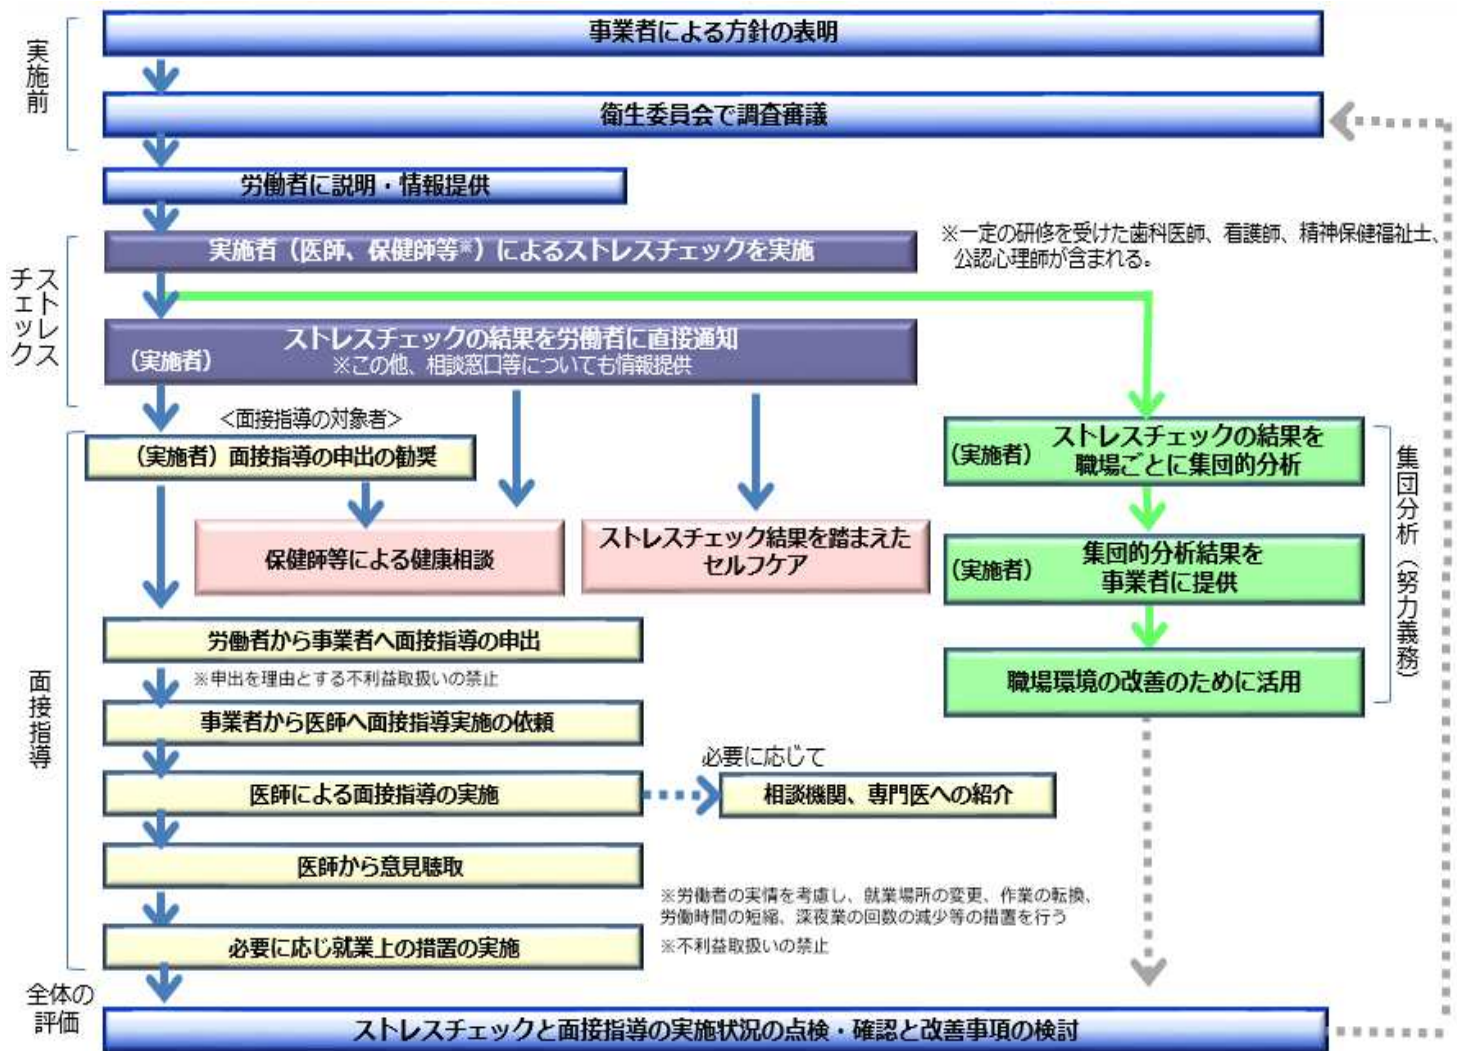 実施前
事業者による方針の表明
衛生委員会で調査審議
労働者に説明・情報提供
ストレス
チェック
実施者（医師、保健師等※）によるストレスチェックを実施
※一定の研修を受けた歯科医師、看護師、精神保健福祉士、
公認心理師が含まれる。
ストレスチェックの結果を労働者に直接通知
（実施者）
※この他、相談窓口等についても情報提供
＜面接指導の対象者＞
（実施者）面接指導の申出の勧奨
保健師等による健康相談
ストレスチェック結果を踏まえた
セルフケア
（実施者）
ストレスチェックの結果を
職場ごとに集団的分析
（実施者）
集団的分析結果を
事業者に提供
職場環境の改善のために活用
集団分析（努力義務）
面接指導
労働者から事業者へ面接指導の申出
※申出を理由とする不利益取扱いの禁止
事業者から医師へ面接指導実施の依頼
医師による面接指導の実施
必要に応じて
相談機関、専門医への紹介
医師から意見聴取
※労働者の実情を考慮し、就業場所の変更、作業の転換、
労働時間の短縮、深夜業の回数の減少等の措置を行う
※不利益取扱いの禁止
必要に応じ就業上の措置の実施
全体の
評価
ストレスチェックと面接指導の実施状況の点検・確認と改善事項の検討